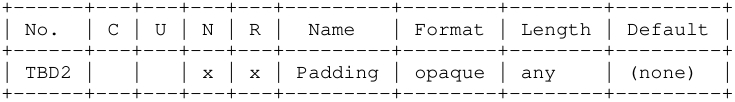 +------+---+---+---+---+---------+--------+--------+---------+
| No.  | C | U | N | R | Name    | Format | Length | Default |
+------+---+---+---+---+---------+--------+--------+---------+
| TBD2 |   |   | x | x | Padding | opaque | any    | (none)  |
+------+---+---+---+---+---------+--------+--------+---------+